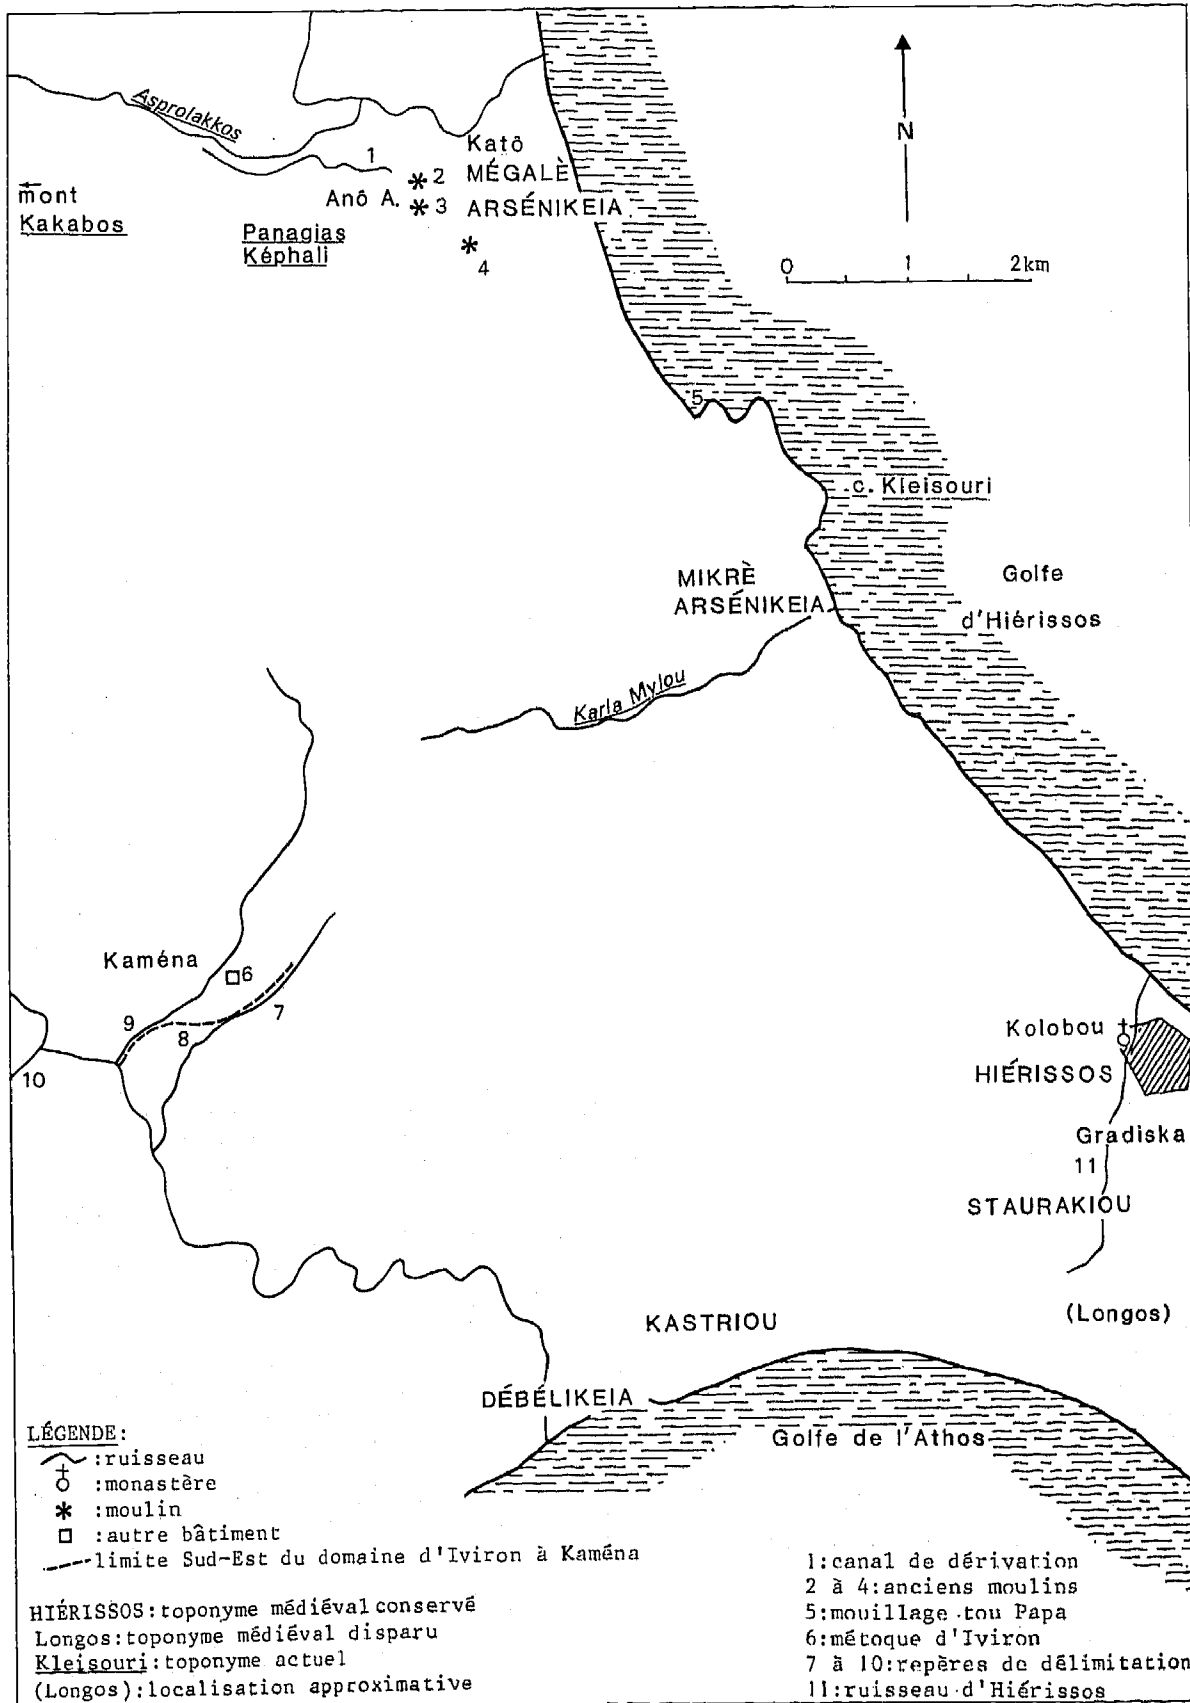 Asprolakkos
N
mont
Kakabos
1
Katô
2 MÉGALÈ
Anô A.
3 ARSÉNIKEIA
Panagias
Képhali
4
0 1 2km
5
c. Kleisouri
MIKRÈ
ARSÉNIKEIA
Golfe
d'Hiérissos
Karla Mylou
Kaména
6
7
8
9
10
Kolobou
HIÉRISSOS
Gradiska
11
STAURAKIOU
(Longos)
KASTRIOU
DÉBÉLIKEIA
Golfe de l'Athos
LÉGENDE:
:ruisseau
:monastère
:moulin
:autre bâtiment
limite Sud-Est du domaine d'Iviron à Kaména
HIÉRISSOS:toponyme médiéval conservé
Longos:toponyme médiéval disparu
Kleisouri:toponyme actuel
(Longos):localisation approximative
1:canal de dérivation
2 à 4:anciens moulins
5:mouillage tou Papa
6:métoque d'Iviron
7 à 10:repères de délimitation
11:ruisseau d'Hiérissos